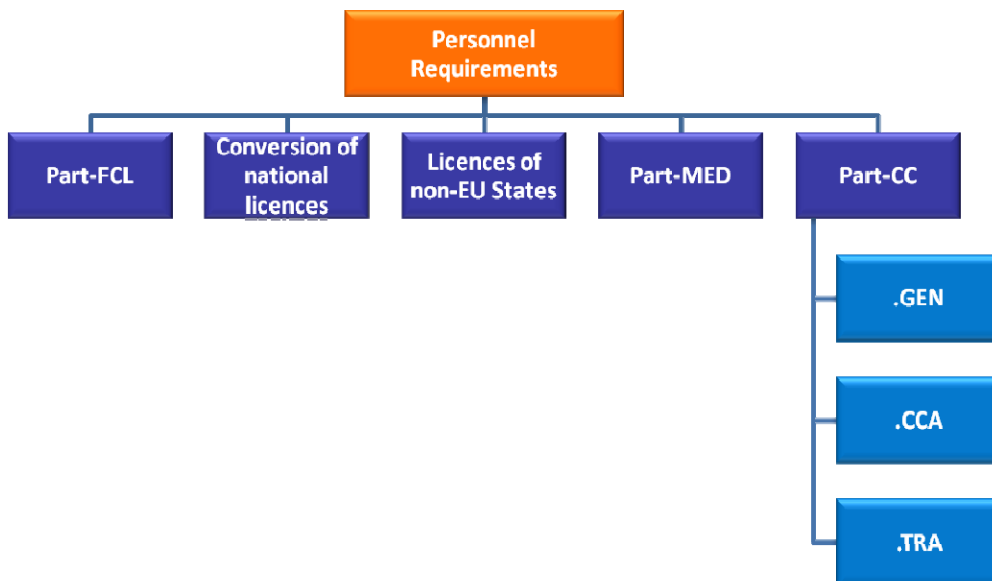 Personnel
Requirements
Part-FCL
Conversion of
national
licences
Licences of
non-EU States
Part-MED
Part-CC
.GEN
.CCA
.TRA